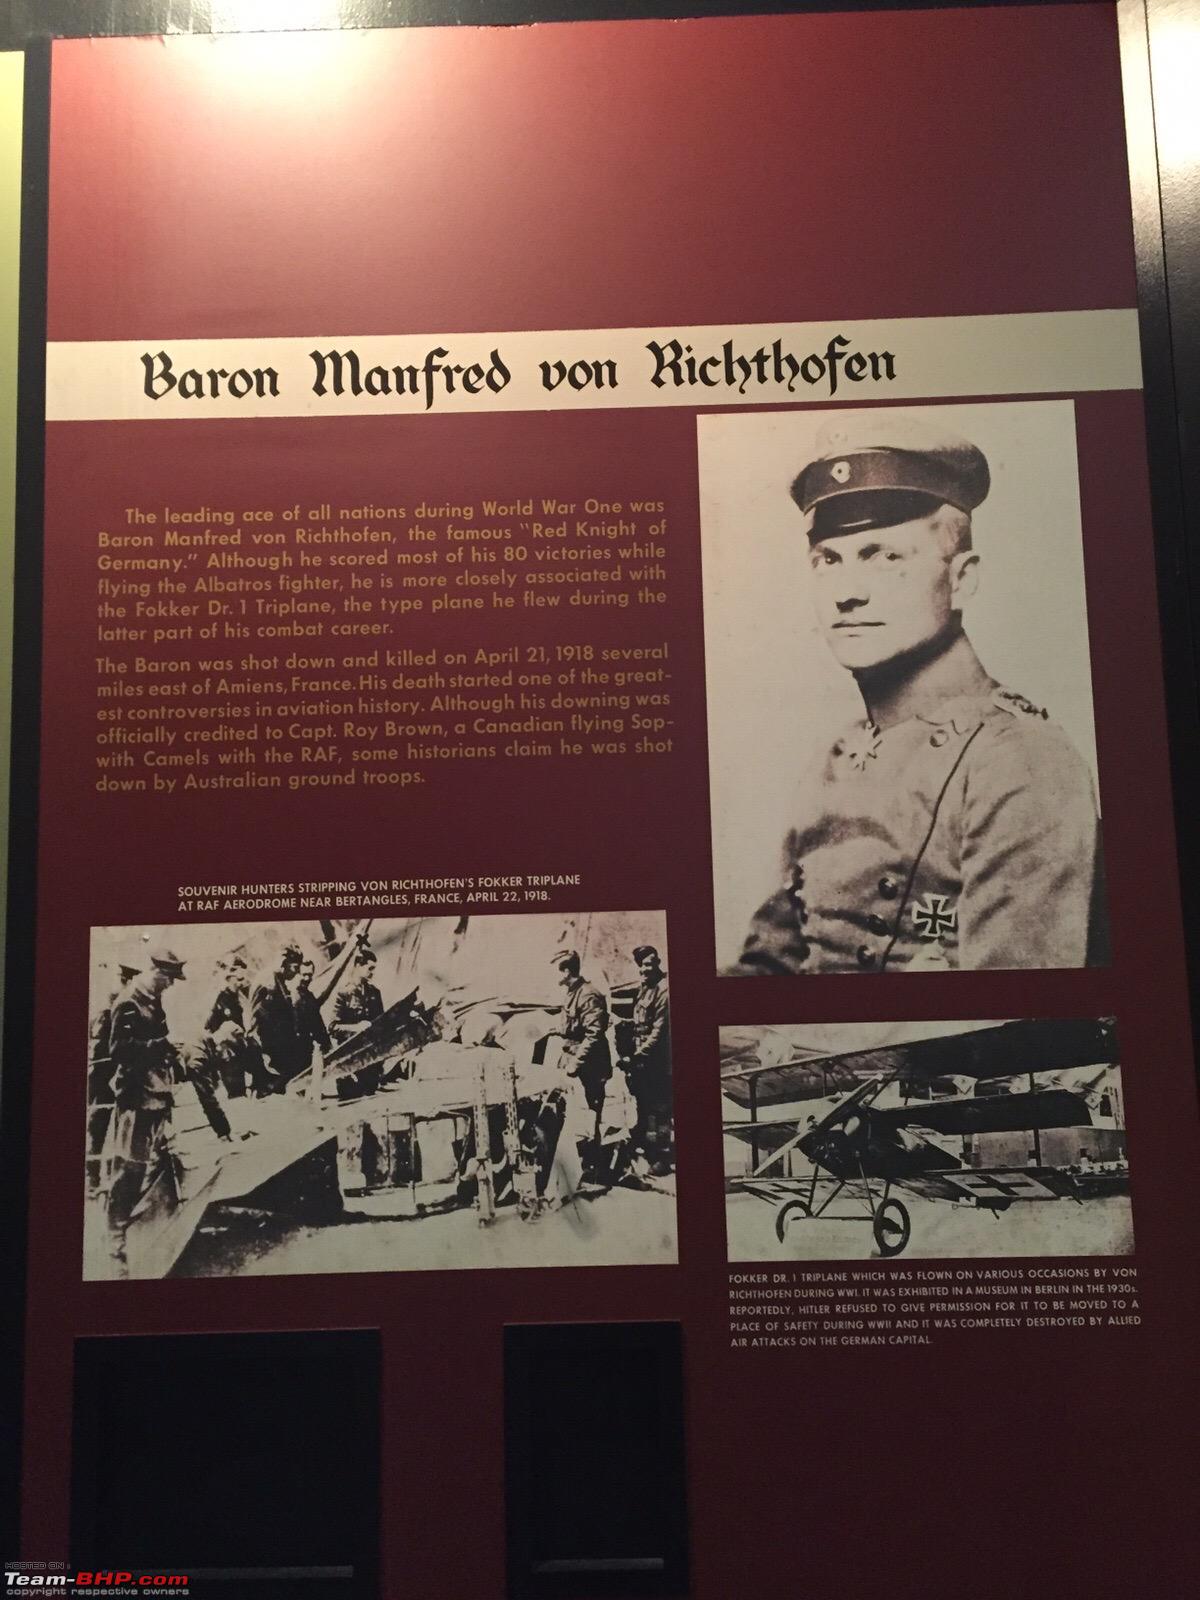 Baron Manfred von Richthofen
The leading ace of all nations during World War One was
Baron Manfred von Richthofen, the famous "Red Knight of
Germany." Although he scored most of his 80 victories while
flying the Albatros fighter, he is more closely associated with
the Fokker Dr. 1 Triplane, the type plane he flew during the
latter part of his combat career.
The Baron was shot down and killed on April 21, 1918 several
miles east of Amiens, France. His death started one of the great-
est controversies in aviation history. Although his downing was
officially credited to Capt. Roy Brown, a Canadian flying Sop-
with Camels with the RAF, some historians claim he was shot
down by Australian ground troops.
SOUVENIR HUNTERS STRIPPING VON RICHTHOFEN'S FOKKER TRIPLANE
AT RAF AERODROME NEAR BERTANGLES, FRANCE, APRIL 22, 1918.
FOKKER DR. 1 TRIPLANE WHICH WAS FLOWN ON VARIOUS OCCASIONS BY VON
RICHTHOFEN DURING WWI. IT WAS EXHIBITED IN A MUSEUM IN BERLIN IN THE 1930s.
REPORTEDLY, HITLER REFUSED TO GIVE PERMISSION FOR IT TO BE MOVED TO A
PLACE OF SAFETY DURING WWII AND IT WAS COMPLETELY DESTROYED BY ALLIED
AIR ATTACKS ON THE GERMAN CAPITAL.
HOSTED ON :
Team-BHP.com
copyright respective owners